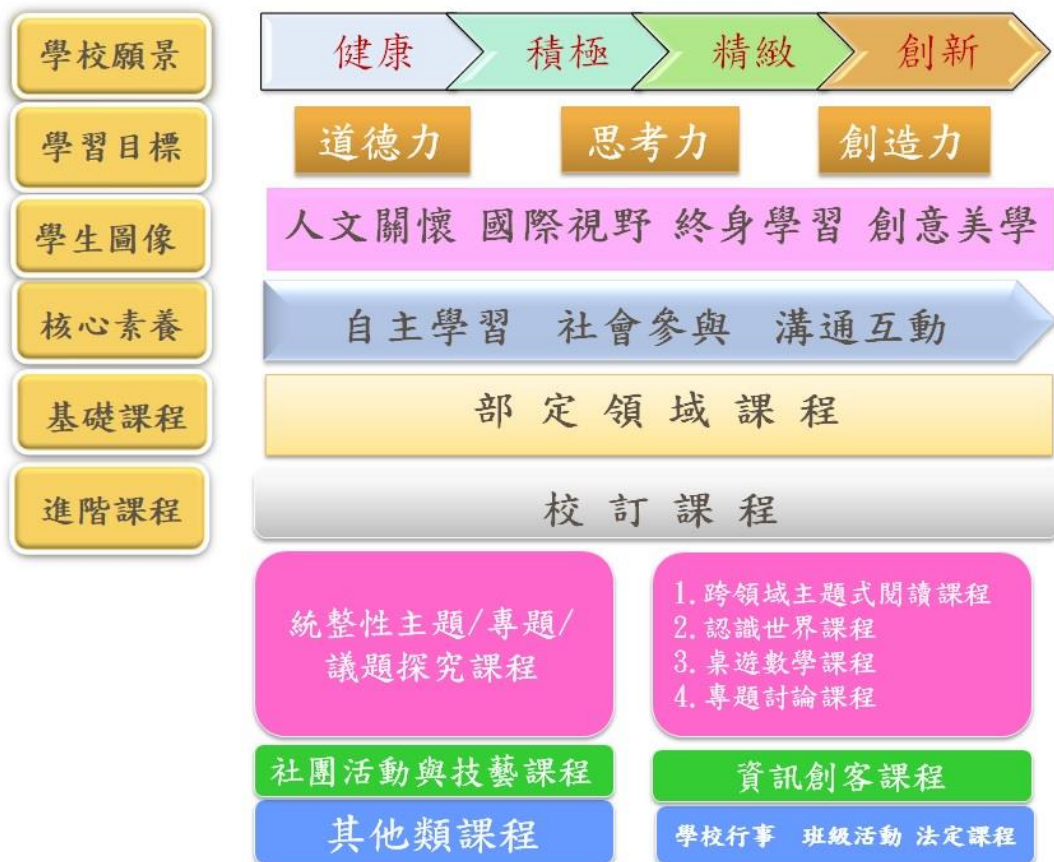 學校願景
健康 積極 精緻 創新
學習目標
道德力 思考力 創造力
學生圖像
人文關懷 國際視野 終身學習 創意美學
核心素養
自主學習 社會參與 溝通互動
基礎課程
部定領域課程
進階課程
校訂課程
統整性主題/專題/
議題探究課程
1.跨領域主題式閱讀課程
2.認識世界課程
3.桌遊數學課程
4.專題討論課程
社團活動與技藝課程
資訊創客課程
其他類課程
學校行事 班級活動 法定課程